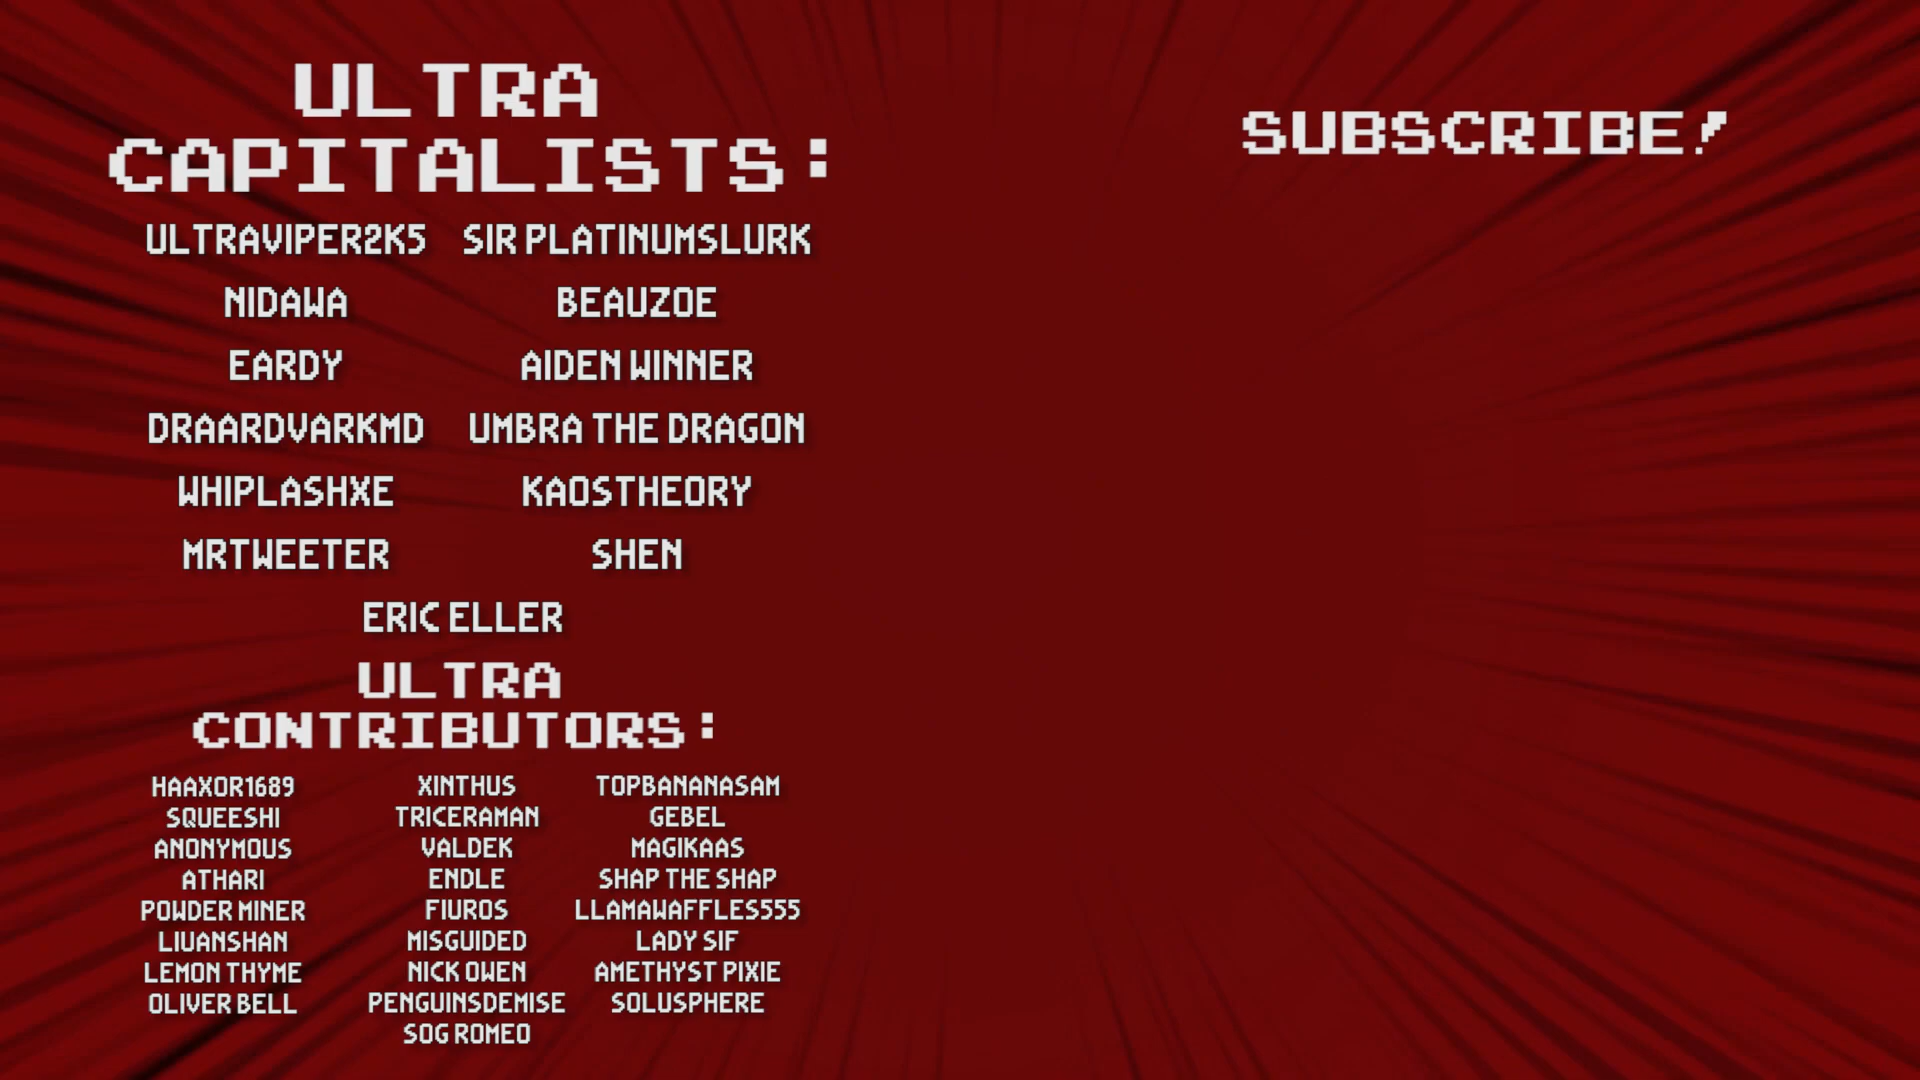 ULTRA
CAPITALISTS:
ULTRAVIPER2K5 SIR PLATINUMSLURK
NIDAWA BEAUZOE
EARDY AIDEN WINNER
DRAARDVARKMD UMBRA THE DRAGON
WHIPLASHXE KAOSTHEORY
MRTWEETER SHEN
ERIC ELLER
ULTRA
CONTRIBUTORS:
HAAXOR1689 XINTHUS TOPBANANASAM
SQUEESHI TRICERAMAN GEBEL
ANONYMOUS VALDEK MAGIKAAS
ATHARI ENDLE SHAP THE SHAP
POWDER MINER FIUROS LLAMAWAFFLES555
LIUANSHAN MISGUIDED LADY SIF
LEMON THYME NICK OWEN AMETHYST PIXIE
OLIVER BELL PENGUINSDEMISE SOLUSPHERE
SOG ROMEO
SUBSCRIBE!